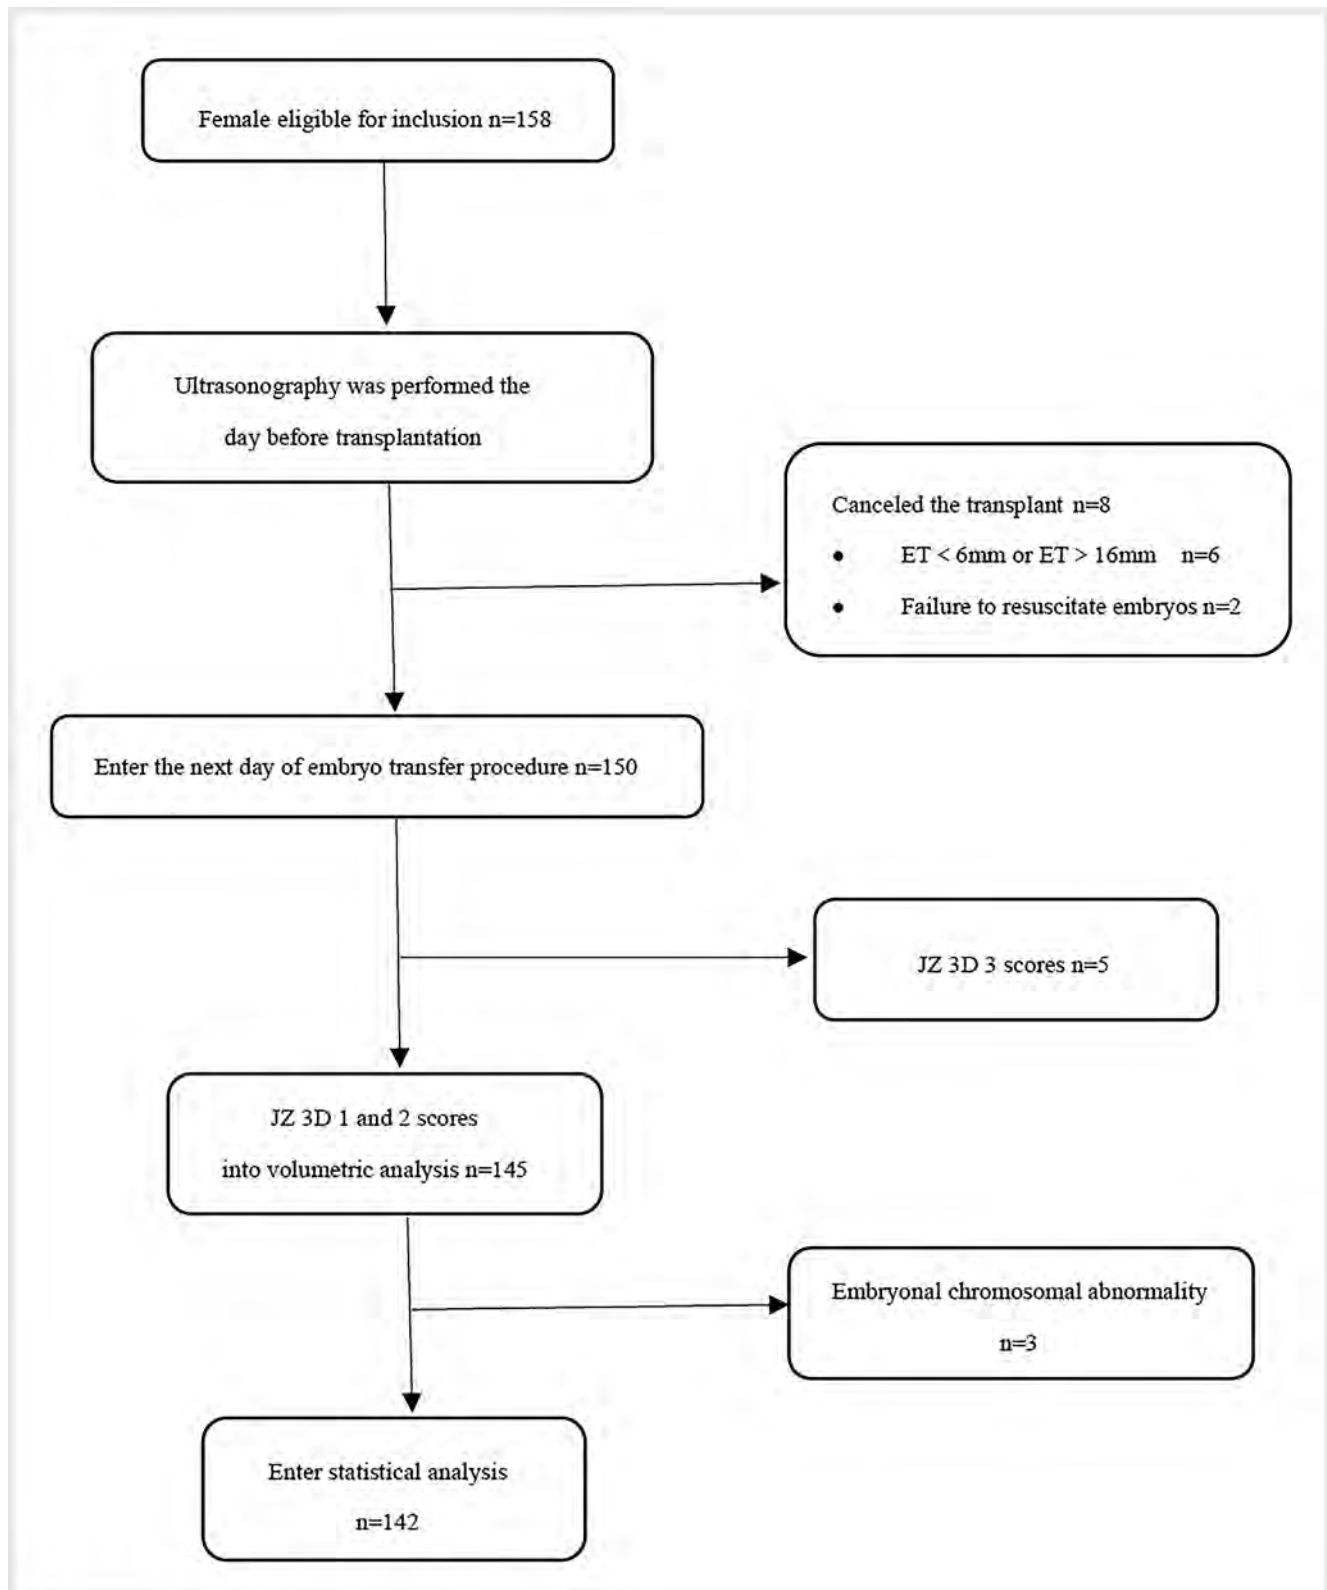 Female eligible for inclusion n=158
Ultrasonography was performed the
day before transplantation
Canceled the transplant n=8
● ET < 6mm or ET > 16mm n=6
● Failure to resuscitate embryos n=2
Enter the next day of embryo transfer procedure n=150
JZ 3D 3 scores n=5
JZ 3D 1 and 2 scores
into volumetric analysis n=145
Embryonal chromosomal abnormality
n=3
Enter statistical analysis
n=142